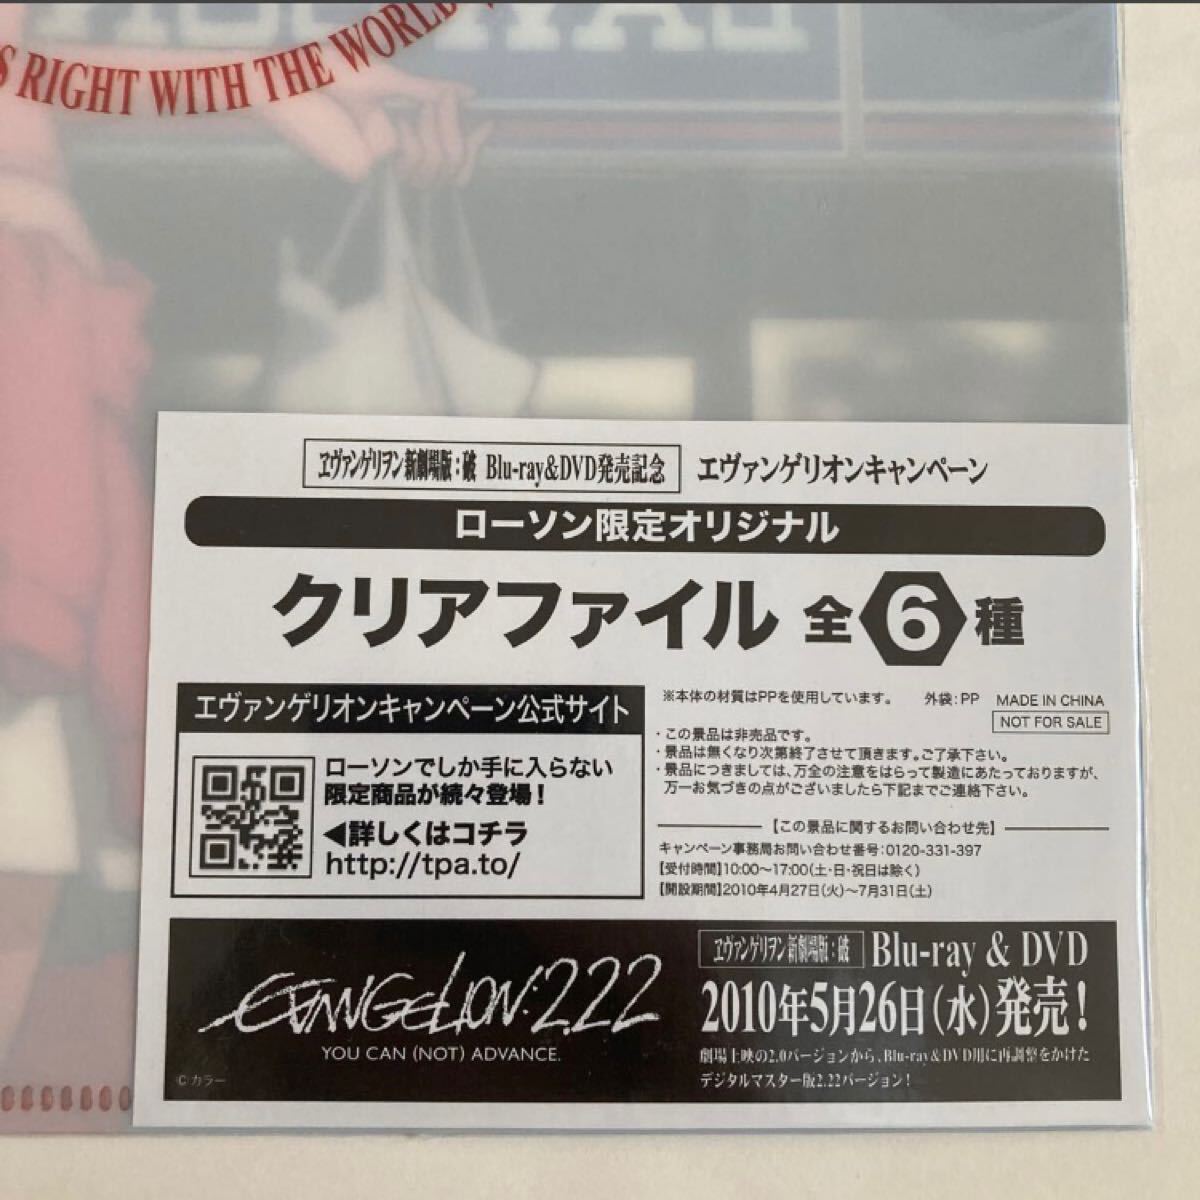 S RIGHT WITH THE WORLD
LAWSON
ヱヴァンゲリヲン新劇場版：破 Blu-ray&DVD発売記念 エヴァンゲリオンキャンペーン
ローソン限定オリジナル
クリアファイル 全6種
エヴァンゲリオンキャンペーン公式サイト
ローソンでしか手に入らない
限定商品が続々登場！
◀詳しくはコチラ
http://tpa.to/
※本体の材質はPPを使用しています。 外袋：PP MADE IN CHINA
NOT FOR SALE
・この景品は非売品です。
・景品は無くなり次第終了させて頂きます。ご了承下さい。
・景品につきましては、万全の注意をはらって製造にあたっておりますが、
万一お気づきの点がございましたら下記までご連絡下さい。
【この景品に関するお問い合わせ先】
キャンペーン事務局お問い合わせ番号：0120-331-397
【受付時間】10:00〜17:00（土・日・祝日は除く）
【開設期間】2010年4月27日（火）〜7月31日（土）
EVANGELION:2.22
YOU CAN (NOT) ADVANCE.
©カラー
ヱヴァンゲリヲン新劇場版：破 Blu-ray & DVD
2010年5月26日（水）発売！
劇場上映の2.0バージョンから、Blu-ray&DVD用に再調整をかけた
デジタルマスター版2.22バージョン！